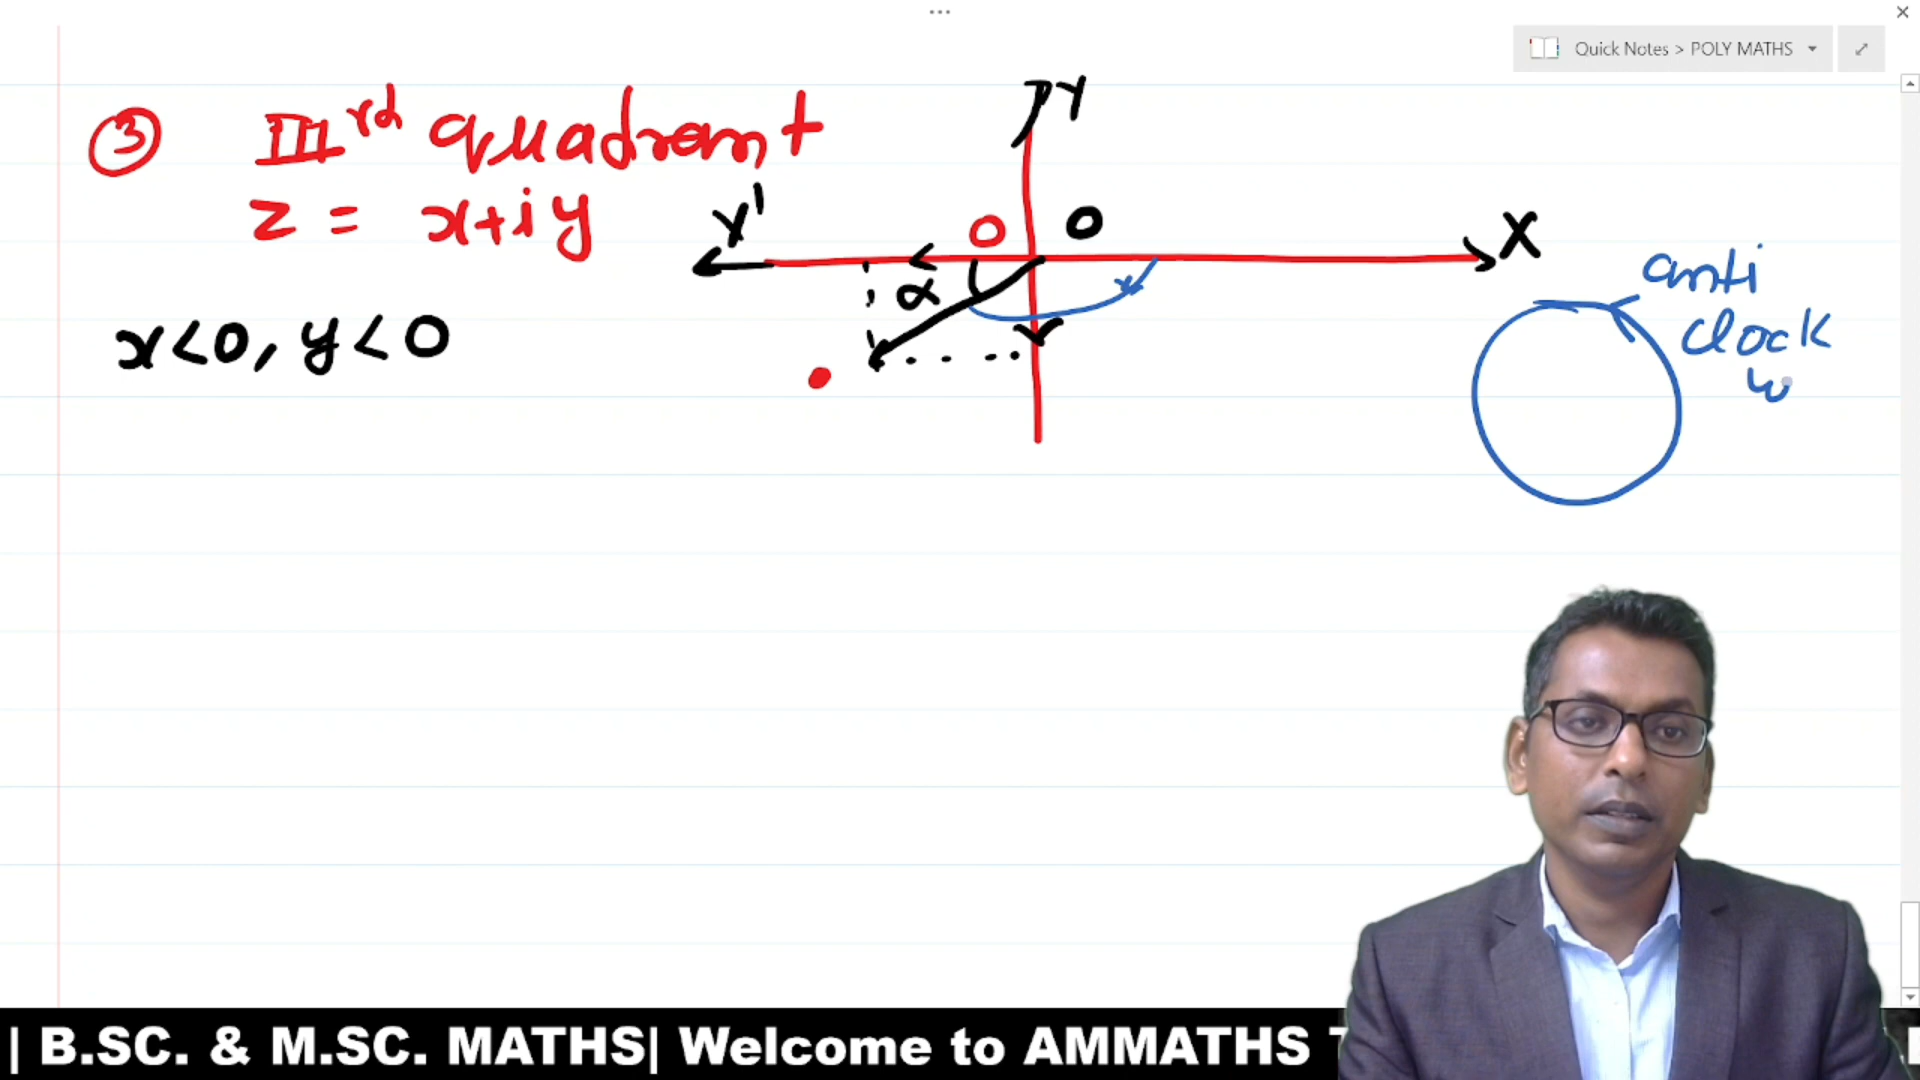 Quick Notes > POLY MATHS
③ IIIrd quadrant
z = x+iy
x<0, y<0
Y
X'
O O
X
α
anti
clock
w
| B.SC. & M.SC. MATHS| Welcome to AMMATHS T